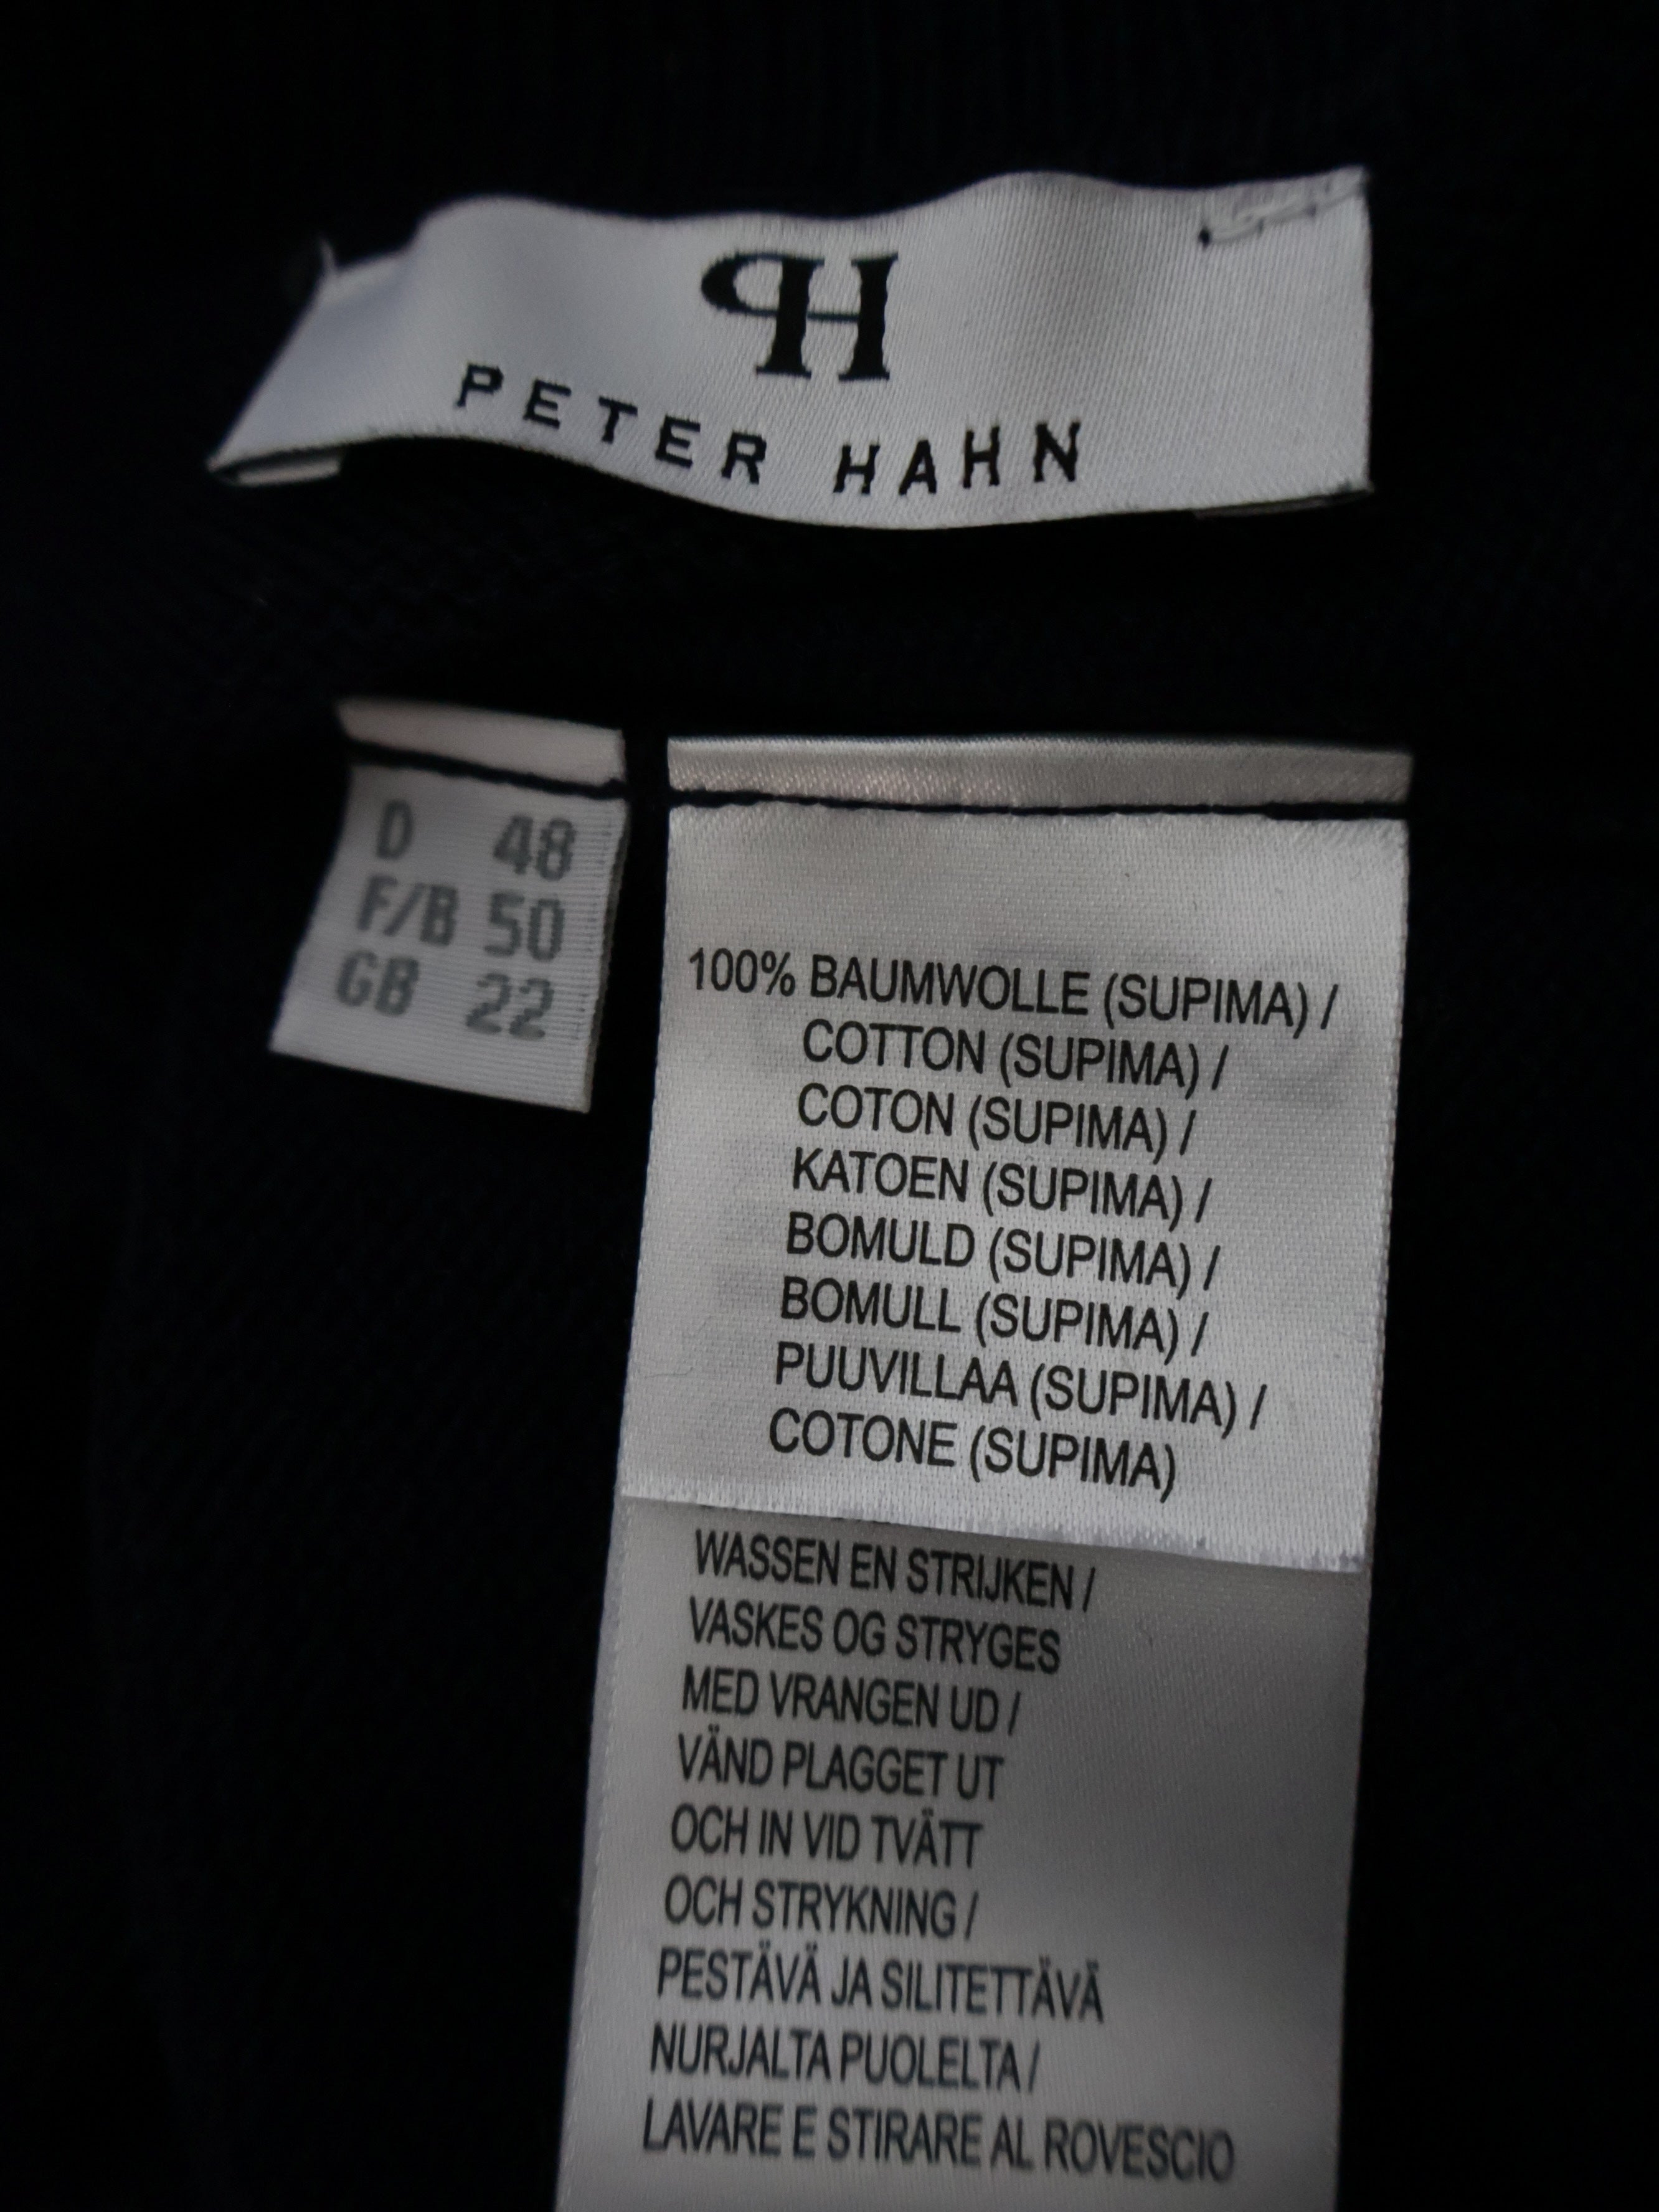 PH
PETER HAHN
D 48
F/B 50
GB 22
100% BAUMWOLLE (SUPIMA) /
COTTON (SUPIMA) /
COTON (SUPIMA) /
KATOEN (SUPIMA) /
BOMULD (SUPIMA) /
BOMULL (SUPIMA) /
PUUVILLAA (SUPIMA) /
COTONE (SUPIMA)
WASSEN EN STRIJKEN /
VASKES OG STRYGES
MED VRANGEN UD /
VÄND PLAGGET UT
OCH IN VID TVÄTT
OCH STRYKNING /
PESTÄVÄ JA SILITETTÄVÄ
NURJALTA PUOLELTA /
LAVARE E STIRARE AL ROVESCIO